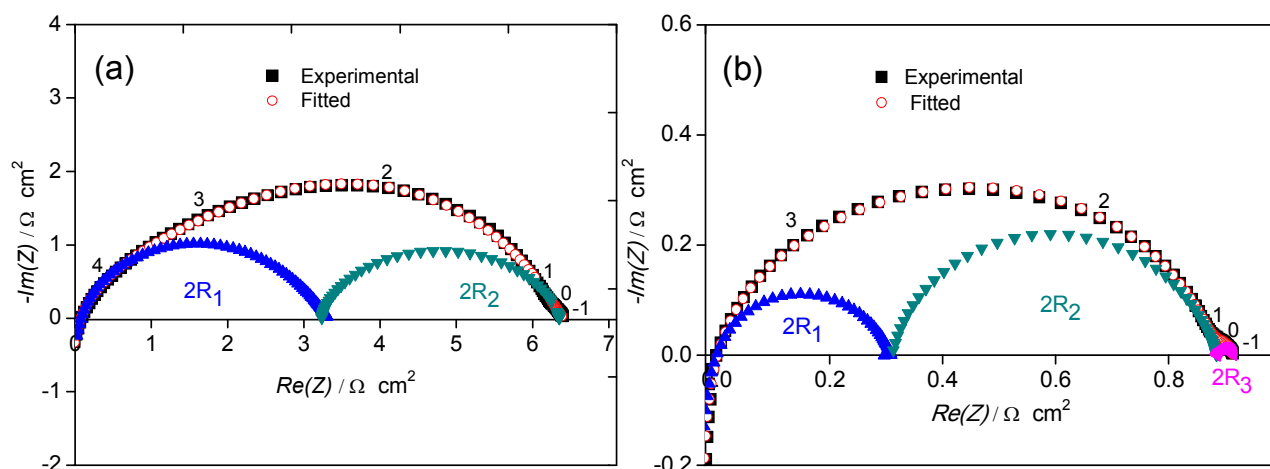 (a)
Experimental
Fitted
4
3
2
1
0
-1
-2
-Im(Z) / Ω cm²
4
3
2
1
0
-1
2R₁
2R₂
0 1 2 3 4 5 6 7
Re(Z) / Ω cm²
(b)
Experimental
Fitted
0.6
0.4
0.2
0.0
-0.2
-Im(Z) / Ω cm²
3
2
1
0
-1
2R₁
2R₂
2R₃
0.0 0.2 0.4 0.6 0.8
Re(Z) / Ω cm²